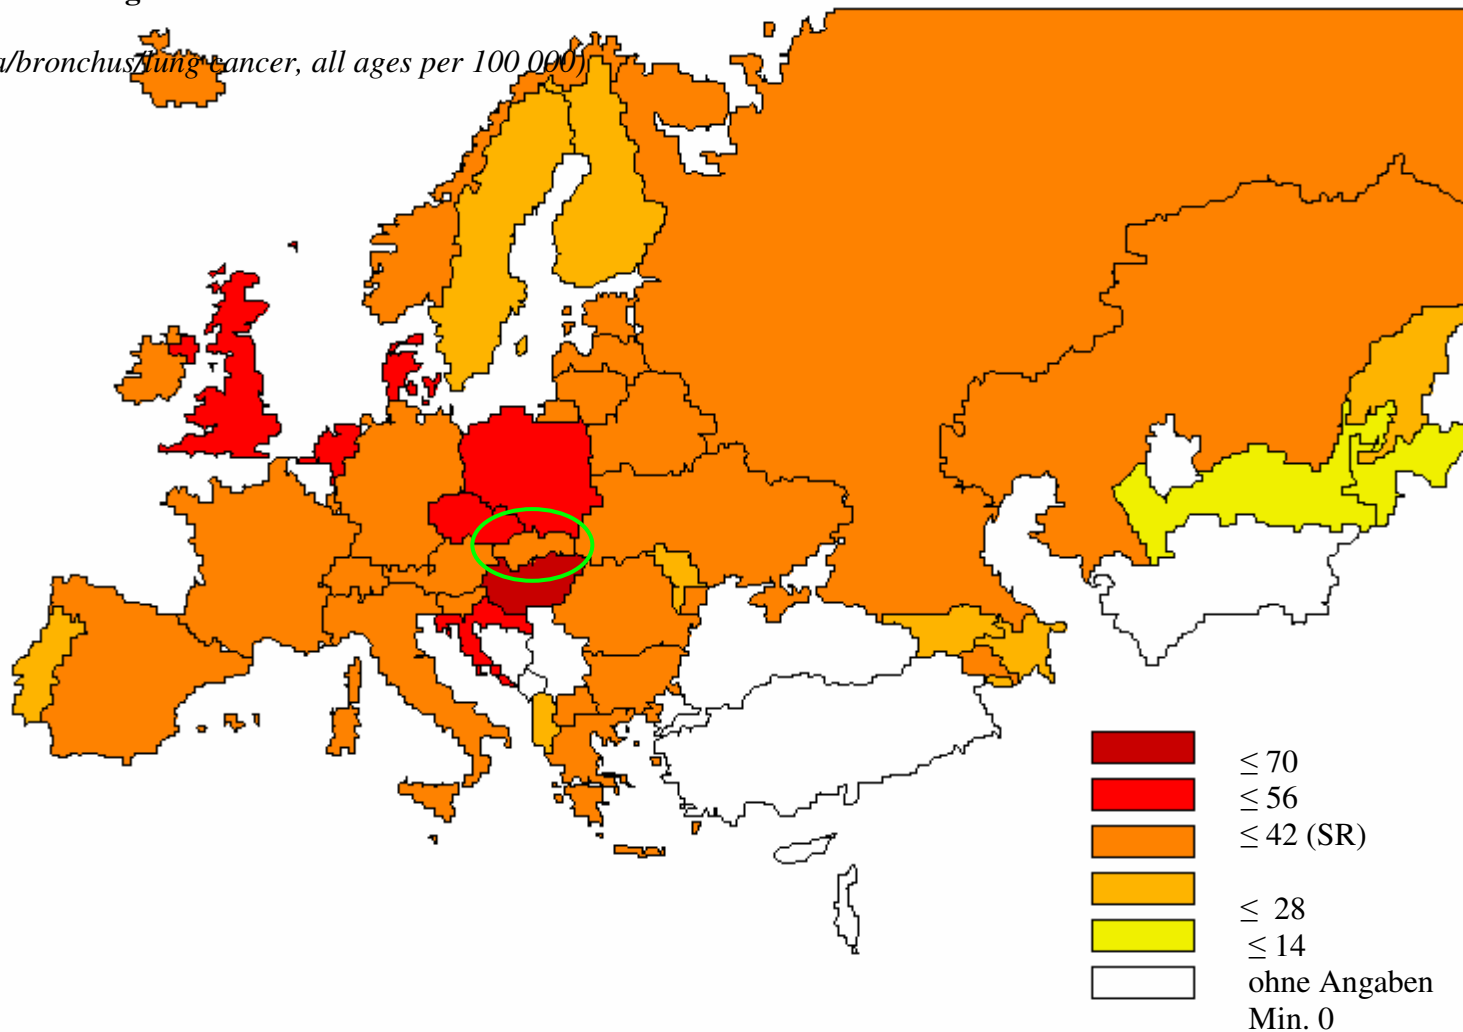 a/bronchus/lung cancer, all ages per 100 000)
≤ 70
≤ 56
≤ 42 (SR)
≤ 28
≤ 14
ohne Angaben
Min. 0